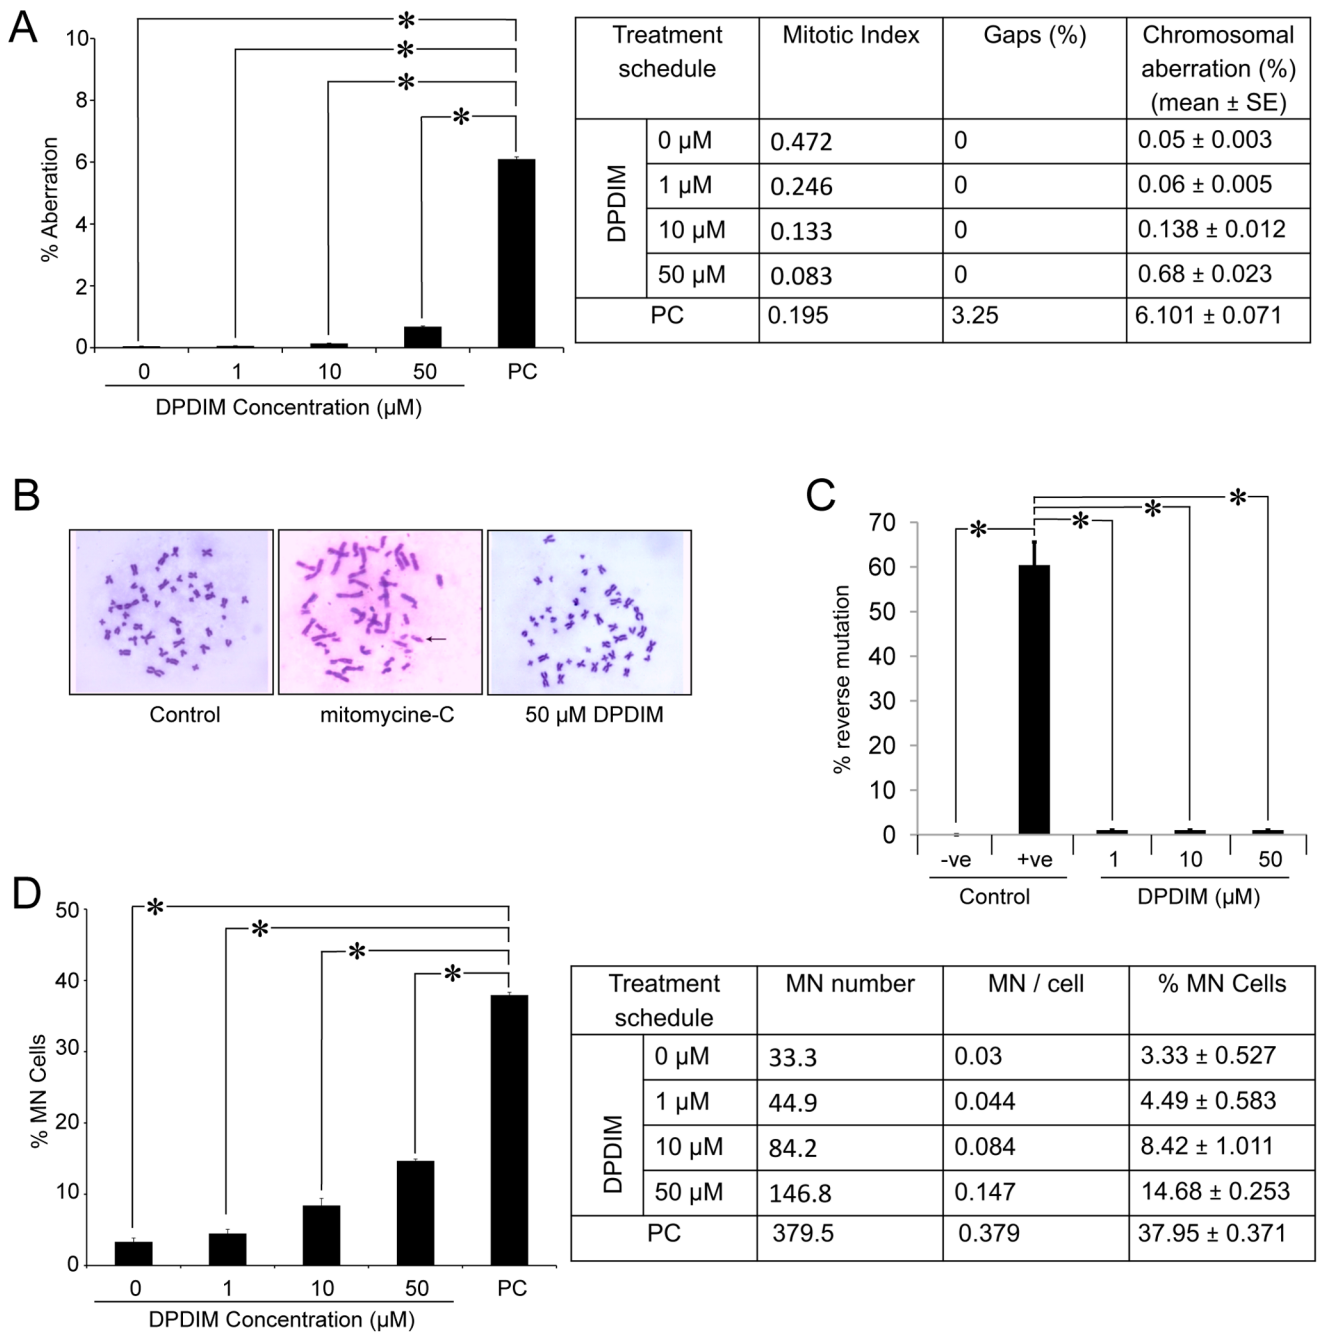 A
10
8
6
4
2
0
% Aberration
* * * *
0 1 10 50 PC
DPDIM Concentration (µM)
Treatment schedule Mitotic Index Gaps (%) Chromosomal aberration (%) (mean ± SE)
DPDIM
0 µM 0.472 0 0.05 ± 0.003
1 µM 0.246 0 0.06 ± 0.005
10 µM 0.133 0 0.138 ± 0.012
50 µM 0.083 0 0.68 ± 0.023
PC 0.195 3.25 6.101 ± 0.071
B
Control mitomycine-C 50 µM DPDIM
C
70
60
50
40
30
20
10
0
% reverse mutation
* * * *
-ve +ve 1 10 50
Control DPDIM (µM)
D
50
40
30
20
10
0
% MN Cells
* * * *
0 1 10 50 PC
DPDIM Concentration (µM)
Treatment schedule MN number MN / cell % MN Cells
DPDIM
0 µM 33.3 0.03 3.33 ± 0.527
1 µM 44.9 0.044 4.49 ± 0.583
10 µM 84.2 0.084 8.42 ± 1.011
50 µM 146.8 0.147 14.68 ± 0.253
PC 379.5 0.379 37.95 ± 0.371